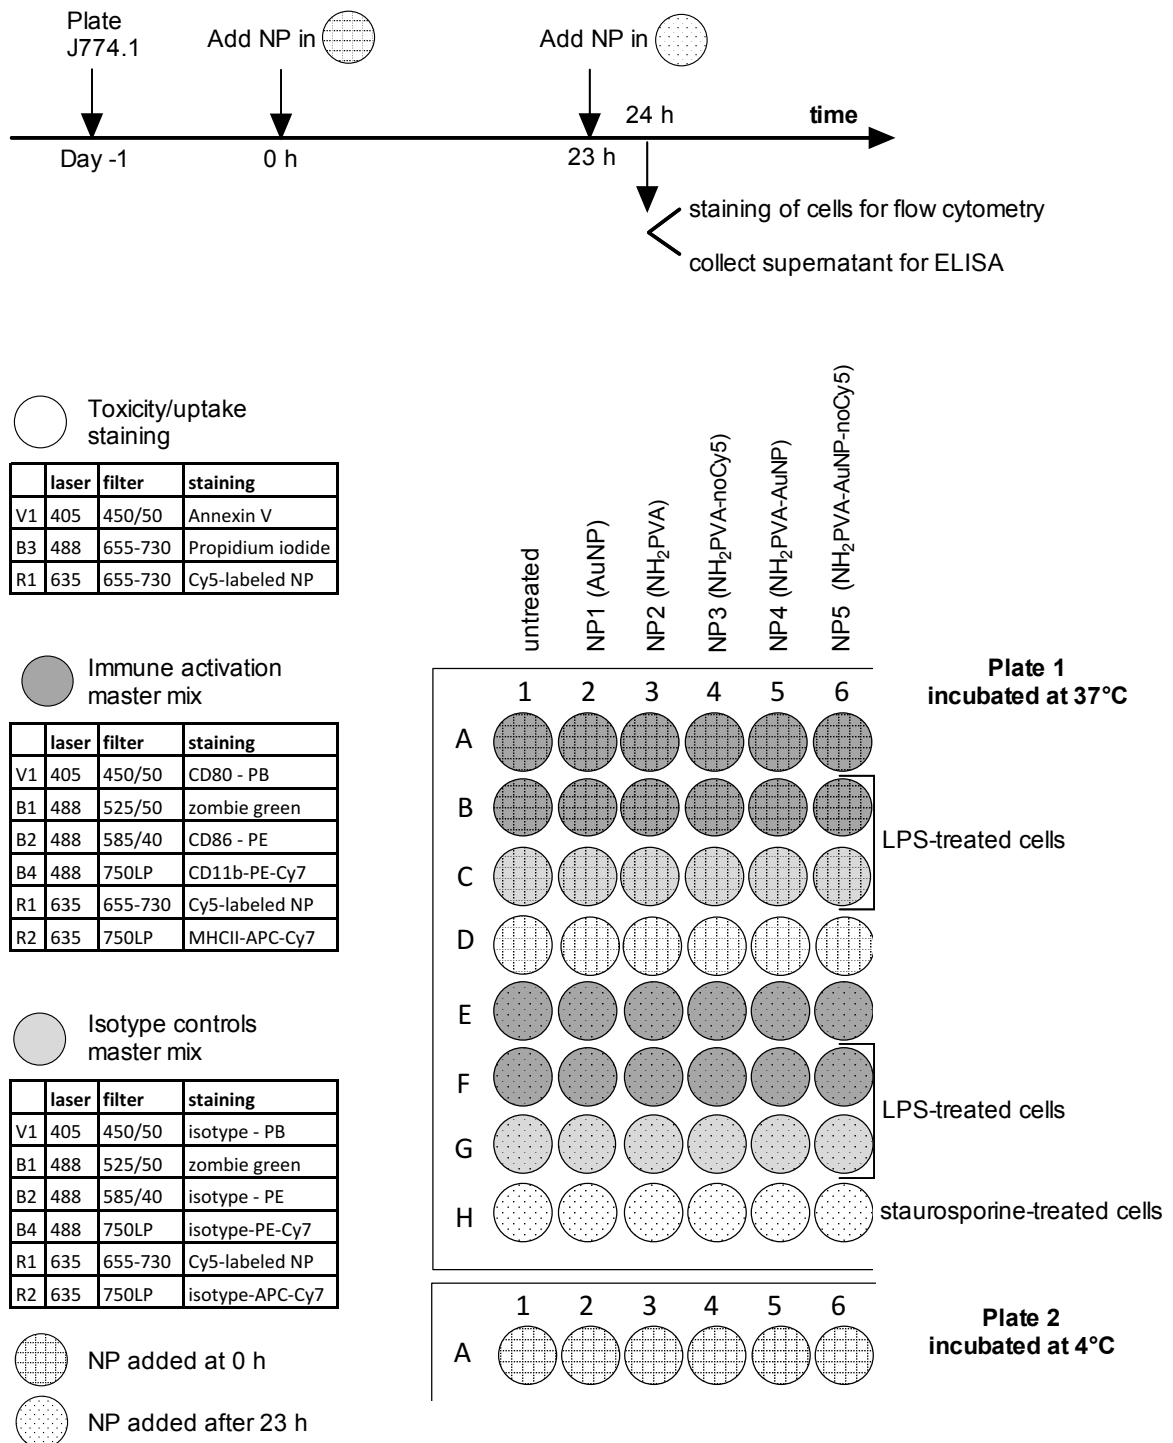 Plate
J774.1
Add NP in
Add NP in
24 h
time
Day -1
0 h
23 h
staining of cells for flow cytometry
collect supernatant for ELISA
Toxicity/uptake
staining
laser filter staining
V1 405 450/50 Annexin V
B3 488 655-730 Propidium iodide
R1 635 655-730 Cy5-labeled NP
Immune activation
master mix
laser filter staining
V1 405 450/50 CD80 - PB
B1 488 525/50 zombie green
B2 488 585/40 CD86 - PE
B4 488 750LP CD11b-PE-Cy7
R1 635 655-730 Cy5-labeled NP
R2 635 750LP MHCII-APC-Cy7
Isotype controls
master mix
laser filter staining
V1 405 450/50 isotype - PB
B1 488 525/50 zombie green
B2 488 585/40 isotype - PE
B4 488 750LP isotype-PE-Cy7
R1 635 655-730 Cy5-labeled NP
R2 635 750LP isotype-APC-Cy7
NP added at 0 h
NP added after 23 h
untreated
NP1 (AuNP)
NP2 (NH₂PVA)
NP3 (NH₂PVA-noCy5)
NP4 (NH₂PVA-AuNP)
NP5 (NH₂PVA-AuNP-noCy5)
Plate 1
incubated at 37°C
1 2 3 4 5 6
A
B
C
D
E
F
G
H
LPS-treated cells
LPS-treated cells
staurosporine-treated cells
1 2 3 4 5 6
A
Plate 2
incubated at 4°C